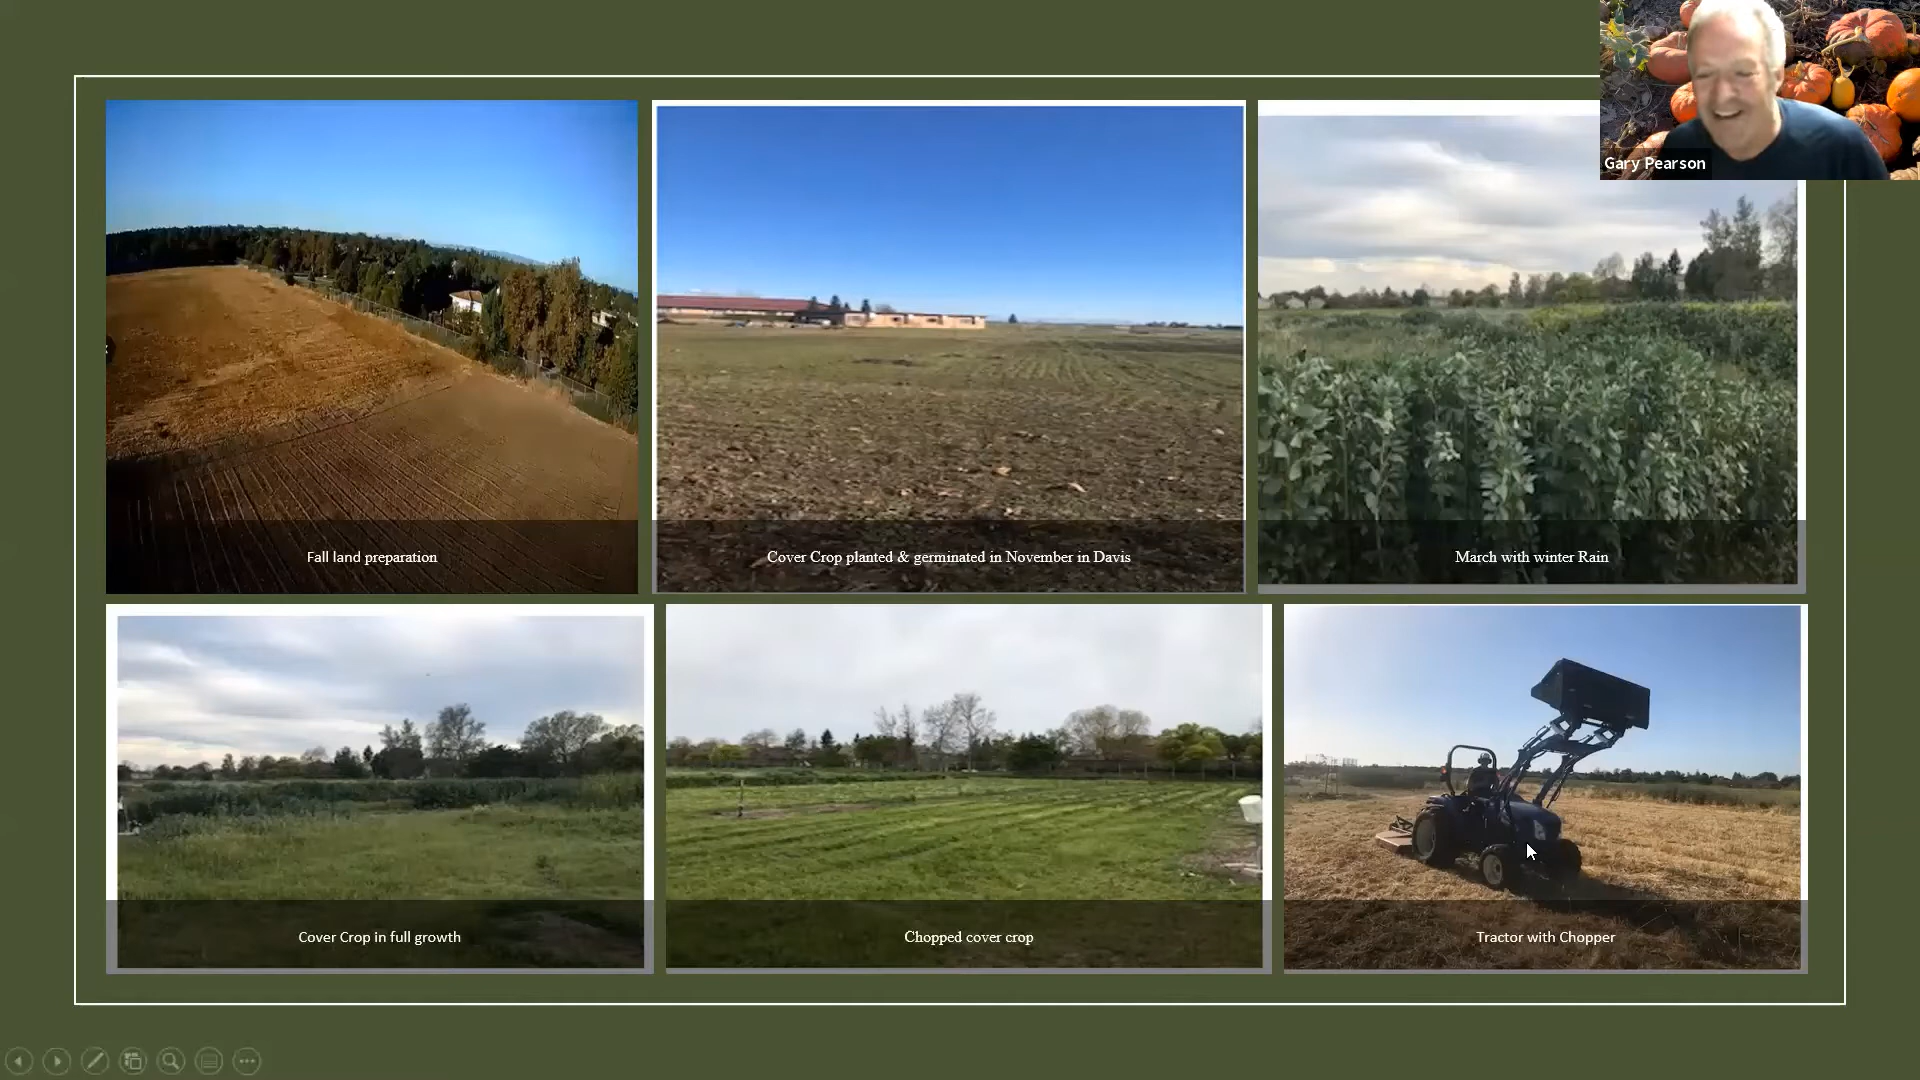 Gary Pearson
Fall land preparation
Cover Crop planted & germinated in November in Davis
March with winter Rain
Cover Crop in full growth
Chopped cover crop
Tractor with Chopper